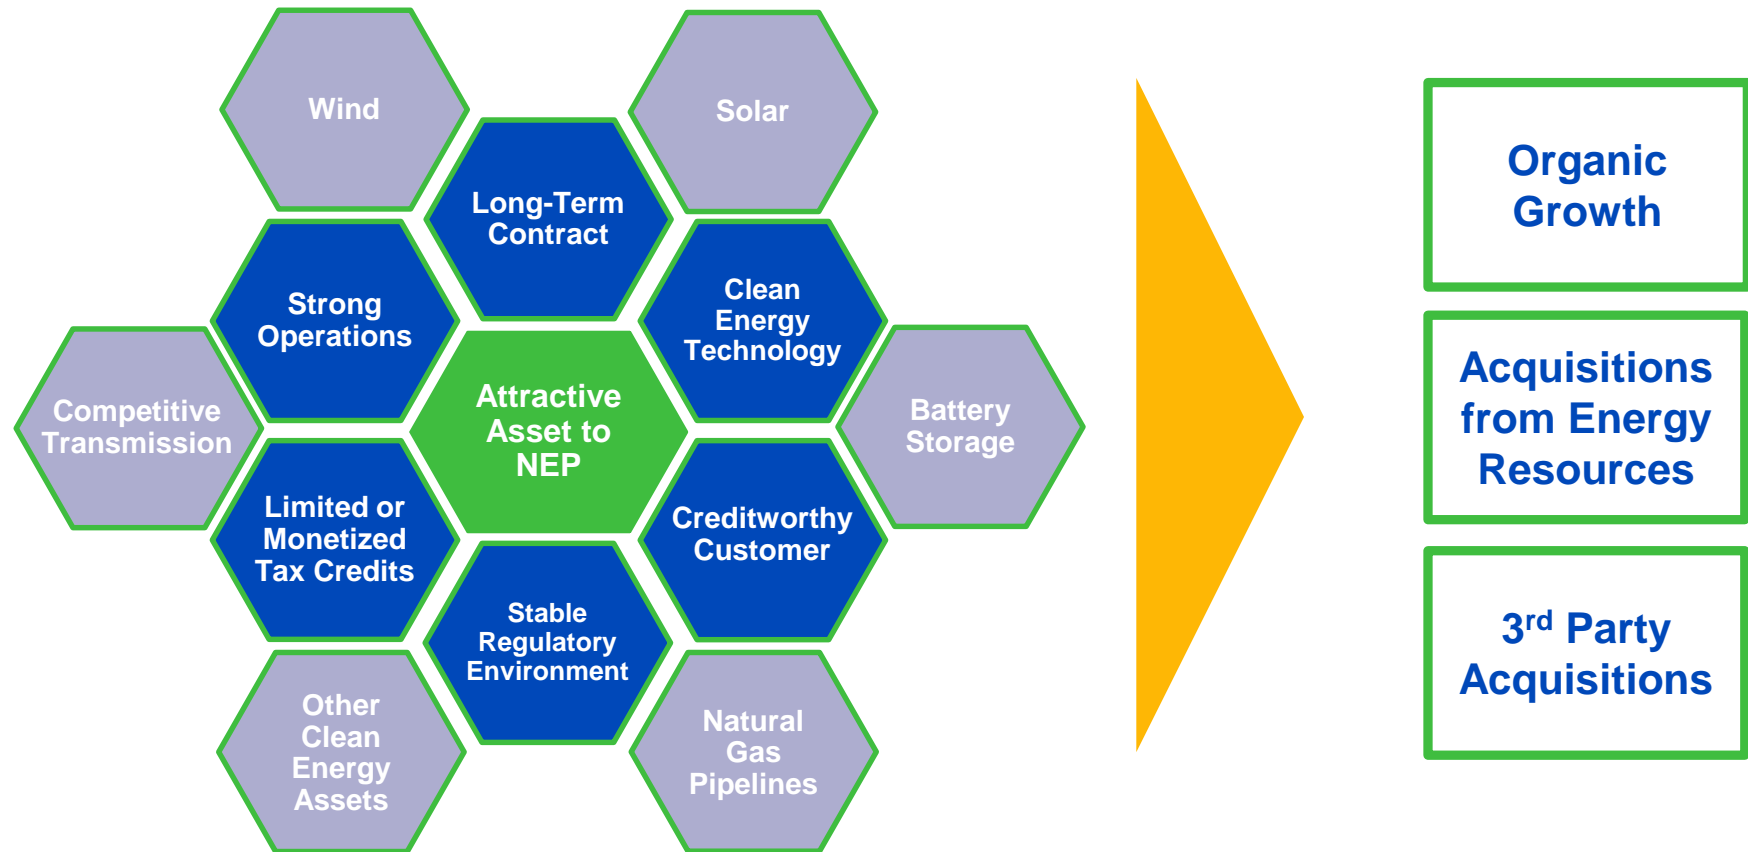 Wind
Solar
Long-Term
Contract
Strong
Operations
Clean
Energy
Technology
Competitive
Transmission
Attractive
Asset to
NEP
Battery
Storage
Limited or
Monetized
Tax Credits
Creditworthy
Customer
Stable
Regulatory
Environment
Other
Clean
Energy
Assets
Natural
Gas
Pipelines
Organic
Growth
Acquisitions
from Energy
Resources
3rd Party
Acquisitions